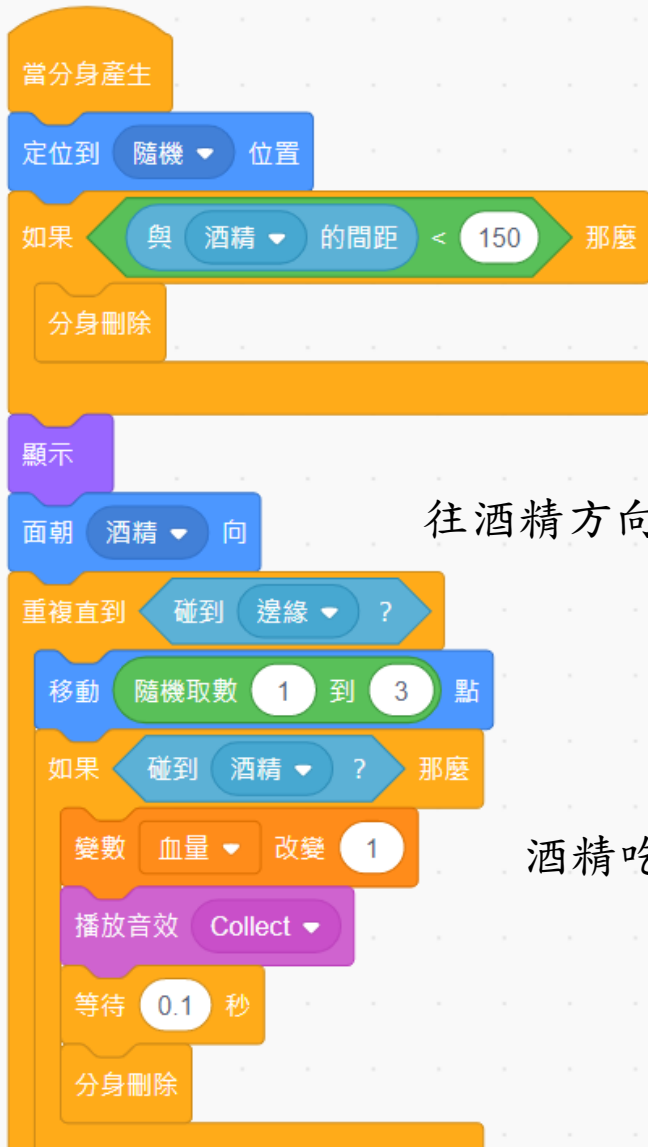 當分身產生
定位到 隨機 位置
如果 與 酒精 的間距 < 150 那麼
分身刪除
顯示
面朝 酒精 向
往酒精方向
重複直到 碰到 邊緣 ?
移動 隨機取數 1 到 3 點
如果 碰到 酒精 ? 那麼
變數 血量 改變 1
酒精吃
播放音效 Collect
等待 0.1 秒
分身刪除